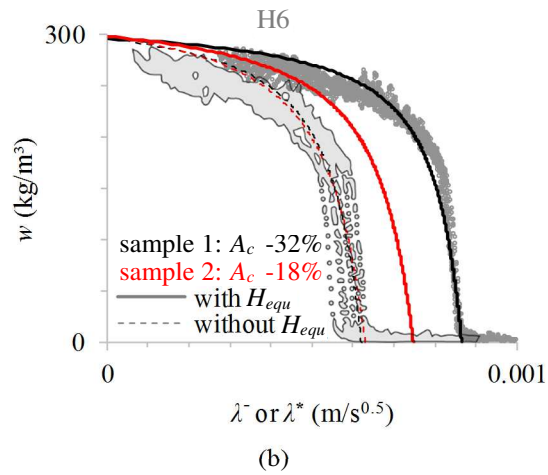 H6
300
w (kg/m³)
sample 1: A_c -32%
sample 2: A_c -18%
with H_equ
without H_equ
0
0
0.001
λ⁻ or λ* (m/s⁰·⁵)
(b)